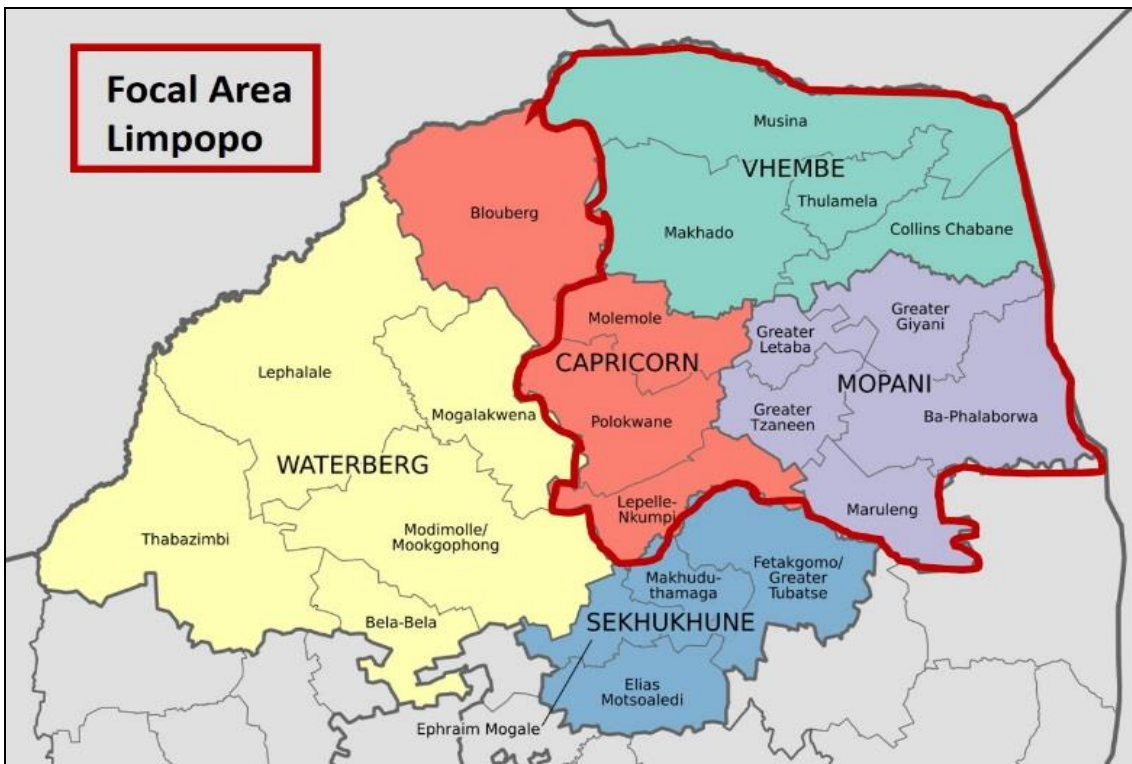 Focal Area
Limpopo
Musina
VHEMBE
Thulamela
Blouberg
Makhado
Collins Chabane
Molemole
Greater
Letaba
Greater
Giyani
CAPRICORN
MOPANI
Lephalale
Mogalakwena
Polokwane
Greater
Tzaneen
Ba-Phalaborwa
WATERBERG
Lepelle-
Nkumpi
Maruleng
Thabazimbi
Modimolle/
Mookgophong
Makhudu-
thamaga
Fetakgomo/
Greater
Tubatse
Bela-Bela
SEKHUKHUNE
Elias
Motsoaledi
Ephraim Mogale